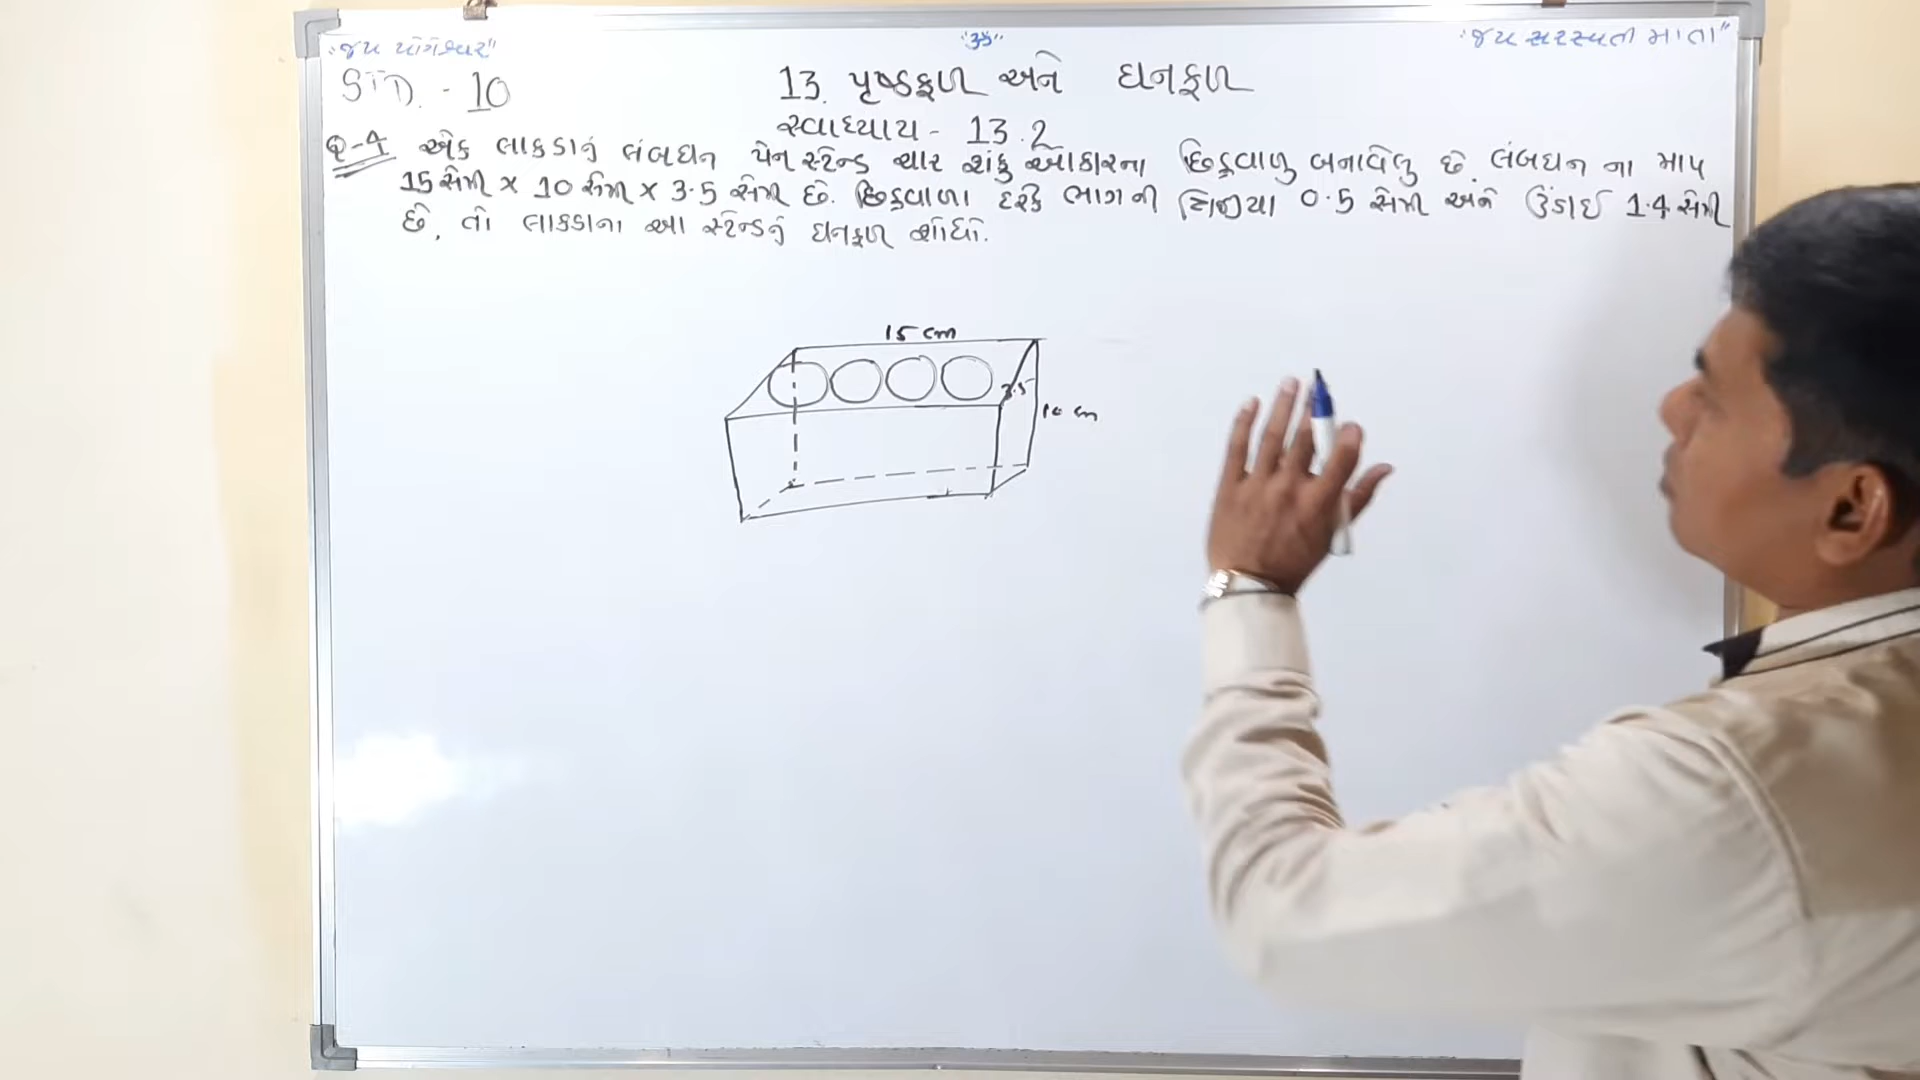 "જય યોગેશ્વર"
"ૐ"
"જય સરસ્વતી માતા"
STD. - 10
13. પૃષ્ઠફળ અને ઘનફળ
સ્વાધ્યાય - 13.2
Q-4 એક લાકડાનું લંબઘન પેન સ્ટેન્ડ ચાર શંકુ આકારના છિદ્રવાળુ બનાવેલુ છે. લંબઘન ના માપ
15 સેમી x 10 સેમી x 3.5 સેમી છે. છિદ્રવાળા દરેક ભાગ ની ત્રિજ્યા 0.5 સેમી અને ઉંડાઈ 1.4 સેમી
છે, તો લાકડાના આ સ્ટેન્ડનું ઘનફળ શોધો.
15 cm
3.5
10 cm